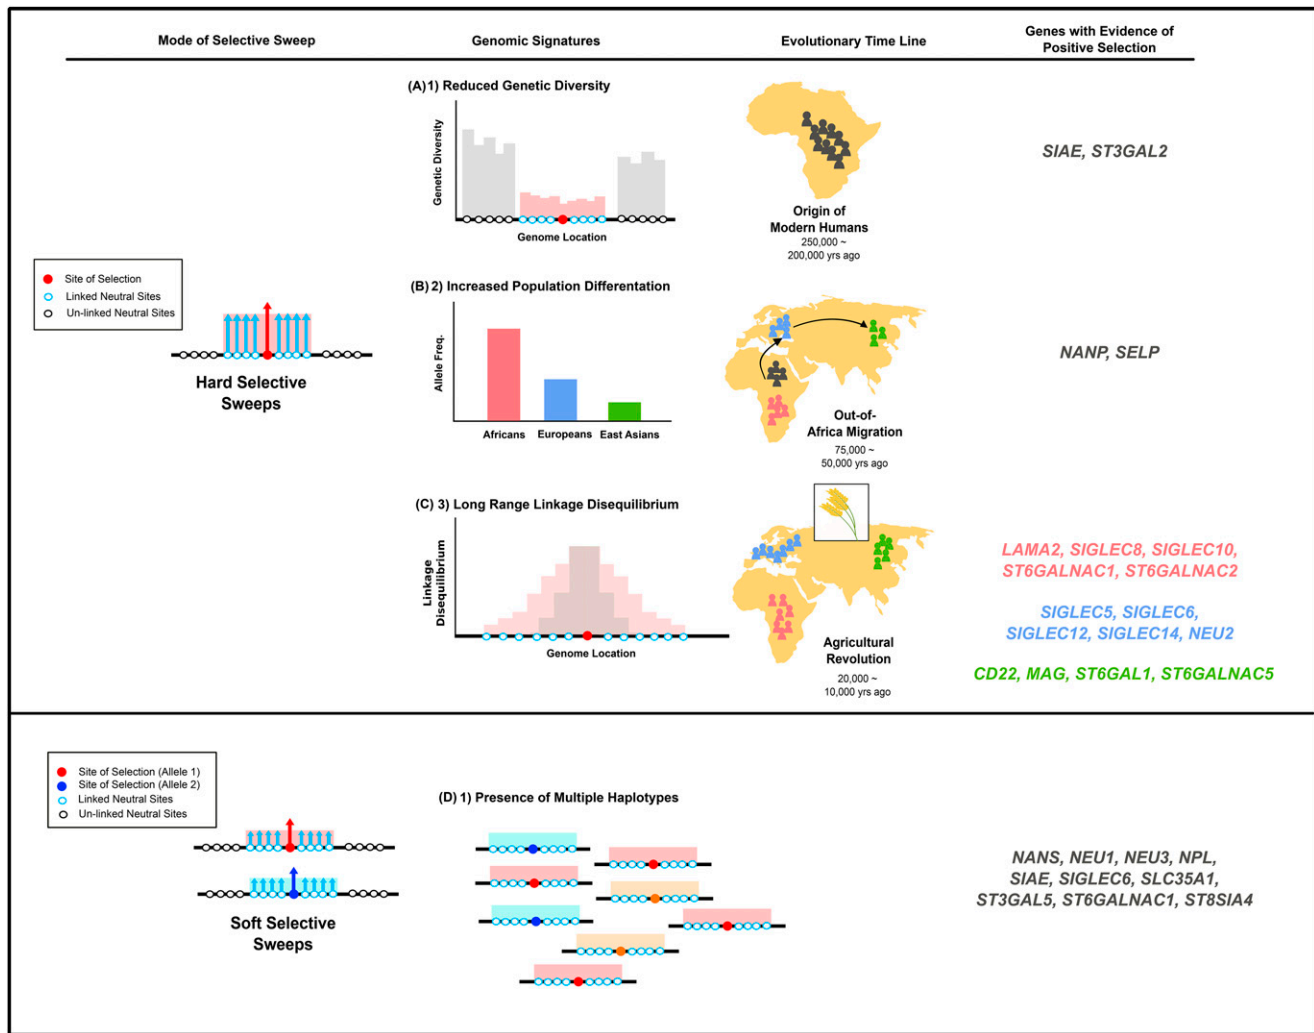 Mode of Selective Sweep
Genomic Signatures
Evolutionary Time Line
Genes with Evidence of
Positive Selection
(A) 1) Reduced Genetic Diversity
Genetic Diversity
Genome Location
Origin of
Modern Humans
250,000 ~
200,000 yrs ago
SIAE, ST3GAL2
Site of Selection
Linked Neutral Sites
Un-linked Neutral Sites
Hard Selective
Sweeps
(B) 2) Increased Population Differentation
Allele Freq.
Africans
Europeans
East Asians
Out-of-
Africa Migration
75,000 ~
50,000 yrs ago
NANP, SELP
(C) 3) Long Range Linkage Disequilibrium
Linkage
Disequilibrium
Genome Location
Agricultural
Revolution
20,000 ~
10,000 yrs ago
LAMA2, SIGLEC8, SIGLEC10,
ST6GALNAC1, ST6GALNAC2
SIGLEC5, SIGLEC6,
SIGLEC12, SIGLEC14, NEU2
CD22, MAG, ST6GAL1, ST6GALNAC5
Site of Selection (Allele 1)
Site of Selection (Allele 2)
Linked Neutral Sites
Un-linked Neutral Sites
Soft Selective
Sweeps
(D) 1) Presence of Multiple Haplotypes
NANS, NEU1, NEU3, NPL,
SIAE, SIGLEC6, SLC35A1,
ST3GAL5, ST6GALNAC1, ST8SIA4